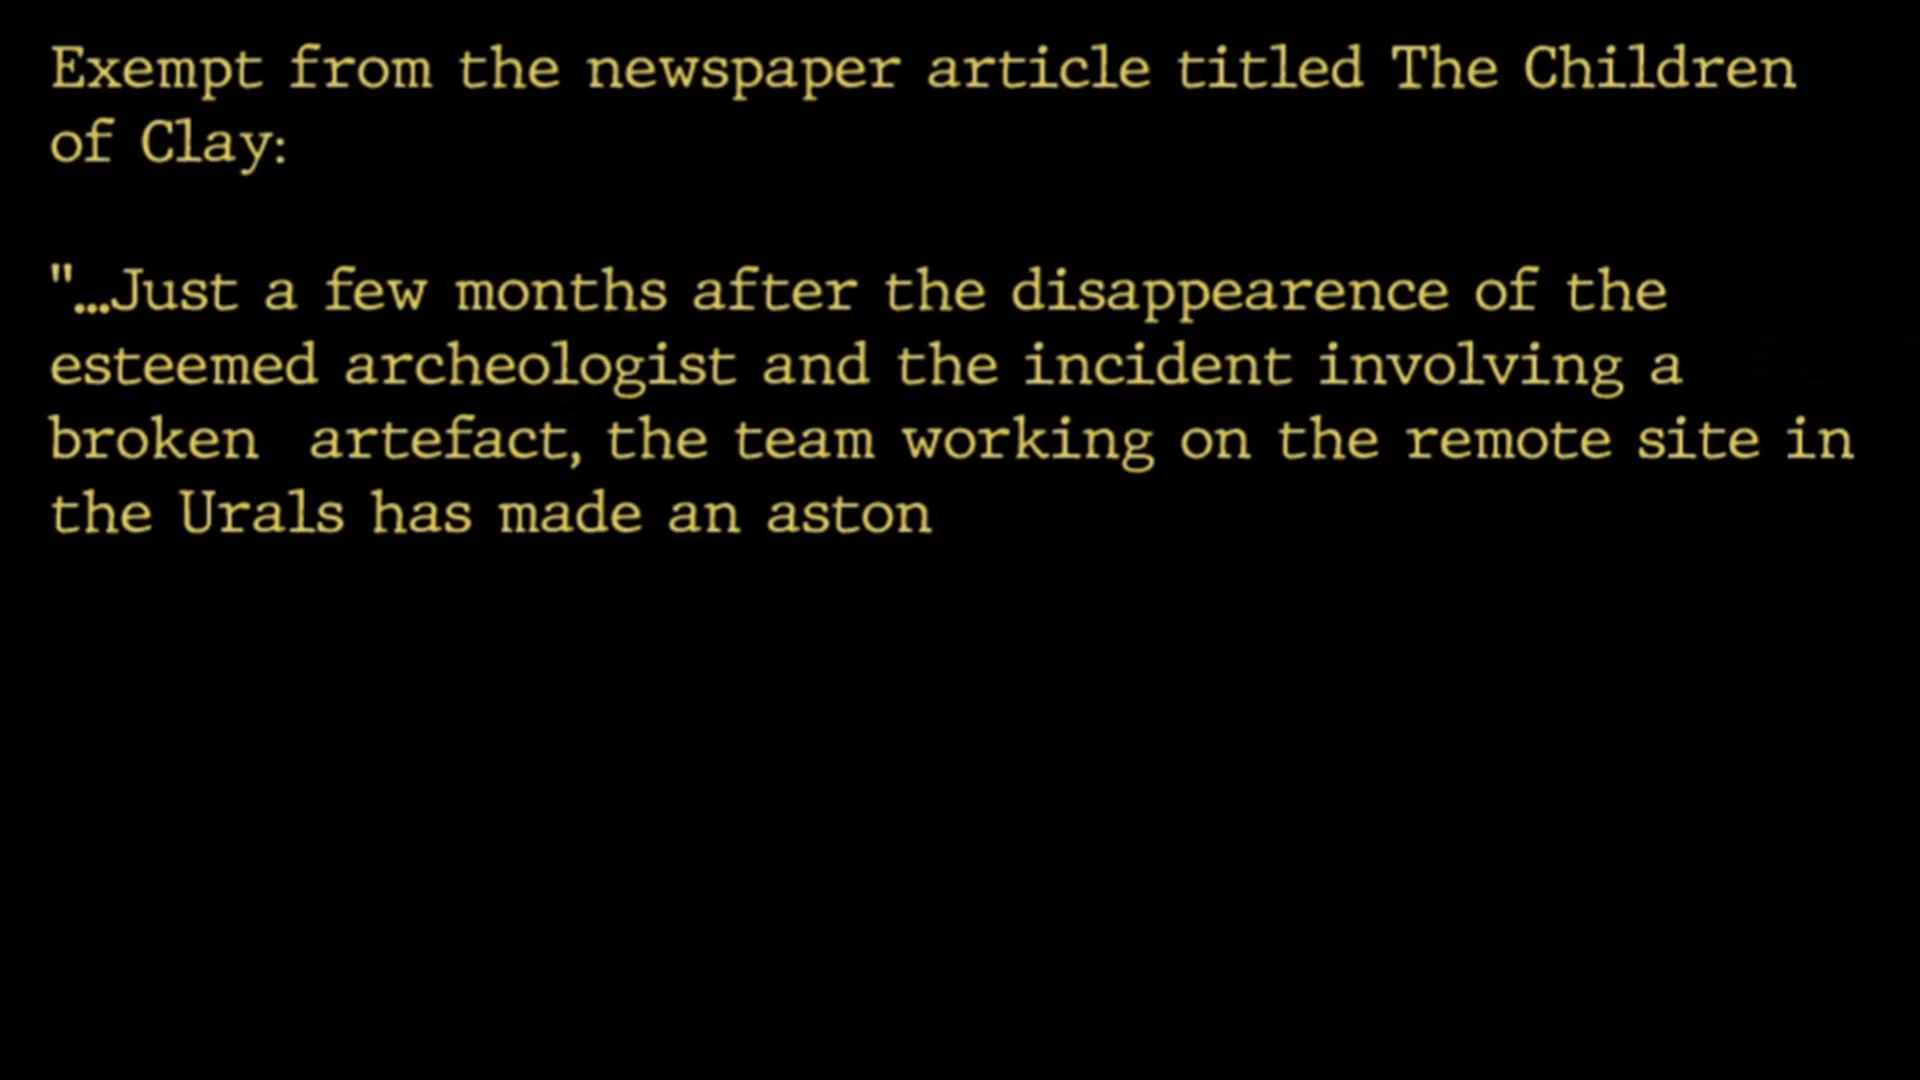 Exempt from the newspaper article titled The Children
of Clay:
"…Just a few months after the disappearence of the
esteemed archeologist and the incident involving a
broken  artefact, the team working on the remote site in
the Urals has made an aston